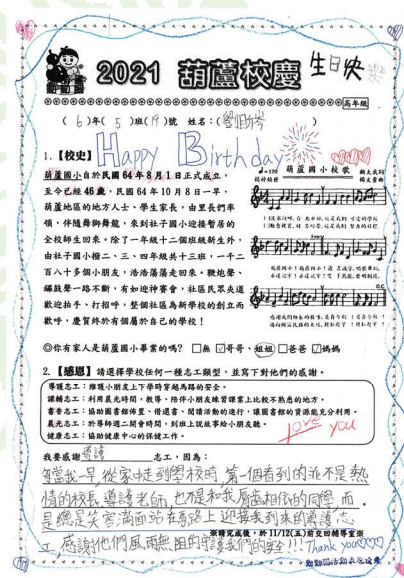 2021 葫蘆校慶 生日快樂
高年級
(6)年(5)班(19)號 姓名：
Happy Birthday
1.【校史】
葫蘆國小自於民國64年8月1日正式成立，
至今已經46歲，民國64年10月8日一早，
葫蘆地區的地方人士、學生家長，由里長們率
領，伴隨舞獅舞龍，來到社子國小迎接暫居的
全校師生回來。除了一年級十二個班級新生外，
由社子國小撥二、三、四年級共十三班，一千二
百八十多個小朋友，浩浩蕩蕩走回來。鞭炮聲、
鑼鼓聲一路不斷，有如迎神賽會，社區民眾夾道
歡迎拍手、打招呼，整個社區為新學校的創立而
歡呼，慶賀終於有個屬於自己的學校！
葫蘆國小校歌
◎你有家人是葫蘆國小畢業的嗎？□無 ☑哥哥、姐姐 □爸爸 ☑媽媽
2.【感恩】請選擇學校任何一種志工類型，並寫下對他們的感謝。
導護志工：維護小朋友上下學時穿越馬路的安全。
課輔志工：利用晨光時間，教導、陪伴小朋友練習課業上比較不熟悉的地方。
書香志工：協助圖書館佈置、借還書、閱讀活動的進行，讓圖書館的資源能充分利用。
晨光志工：於導師週二開會時間，到班上說故事給小朋友聽。
健康志工：協助健康中心的保健工作。
love you
我要感謝導護志工，因為：
每當我一早，從家中走到學校時，第一個看到的並不是熱
情的校長、導護老師，也不是和我脣齒相依的同學，而
是總是笑容滿面站在馬路上迎接我到來的導護志
※請完成後，於11/12(五)前交回輔導室※
工，感謝他們風雨無阻的守護我們的安全!!! Thank you